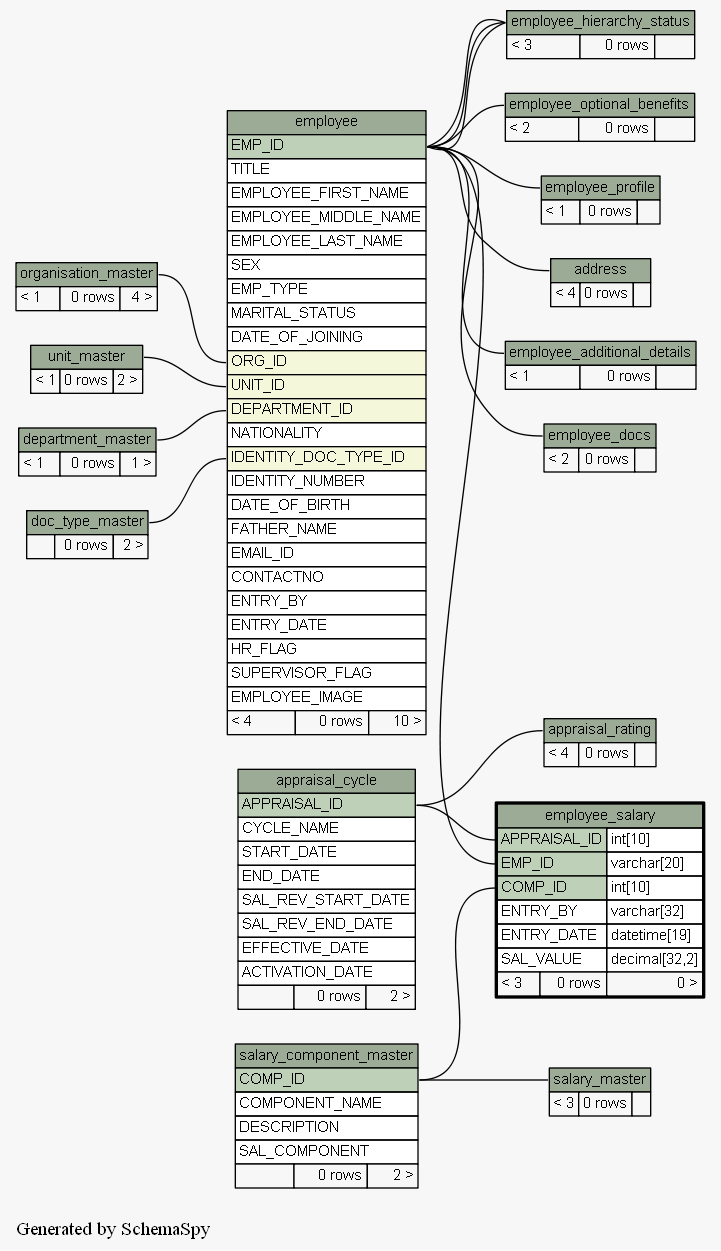 employee_hierarchy_status
< 3 0 rows
employee_optional_benefits
< 2 0 rows
employee_profile
< 1 0 rows
address
< 4 0 rows
employee_additional_details
< 1 0 rows
employee_docs
< 2 0 rows
employee
EMP_ID
TITLE
EMPLOYEE_FIRST_NAME
EMPLOYEE_MIDDLE_NAME
EMPLOYEE_LAST_NAME
SEX
EMP_TYPE
MARITAL_STATUS
DATE_OF_JOINING
ORG_ID
UNIT_ID
DEPARTMENT_ID
NATIONALITY
IDENTITY_DOC_TYPE_ID
IDENTITY_NUMBER
DATE_OF_BIRTH
FATHER_NAME
EMAIL_ID
CONTACTNO
ENTRY_BY
ENTRY_DATE
HR_FLAG
SUPERVISOR_FLAG
EMPLOYEE_IMAGE
< 4 0 rows 10 >
organisation_master
< 1 0 rows 4 >
unit_master
< 1 0 rows 2 >
department_master
< 1 0 rows 1 >
doc_type_master
0 rows 2 >
appraisal_rating
< 4 0 rows
appraisal_cycle
APPRAISAL_ID
CYCLE_NAME
START_DATE
END_DATE
SAL_REV_START_DATE
SAL_REV_END_DATE
EFFECTIVE_DATE
ACTIVATION_DATE
0 rows 2 >
employee_salary
APPRAISAL_ID int[10]
EMP_ID varchar[20]
COMP_ID int[10]
ENTRY_BY varchar[32]
ENTRY_DATE datetime[19]
SAL_VALUE decimal[32,2]
< 3 0 rows 0 >
salary_component_master
COMP_ID
COMPONENT_NAME
DESCRIPTION
SAL_COMPONENT
0 rows 2 >
salary_master
< 3 0 rows
Generated by SchemaSpy